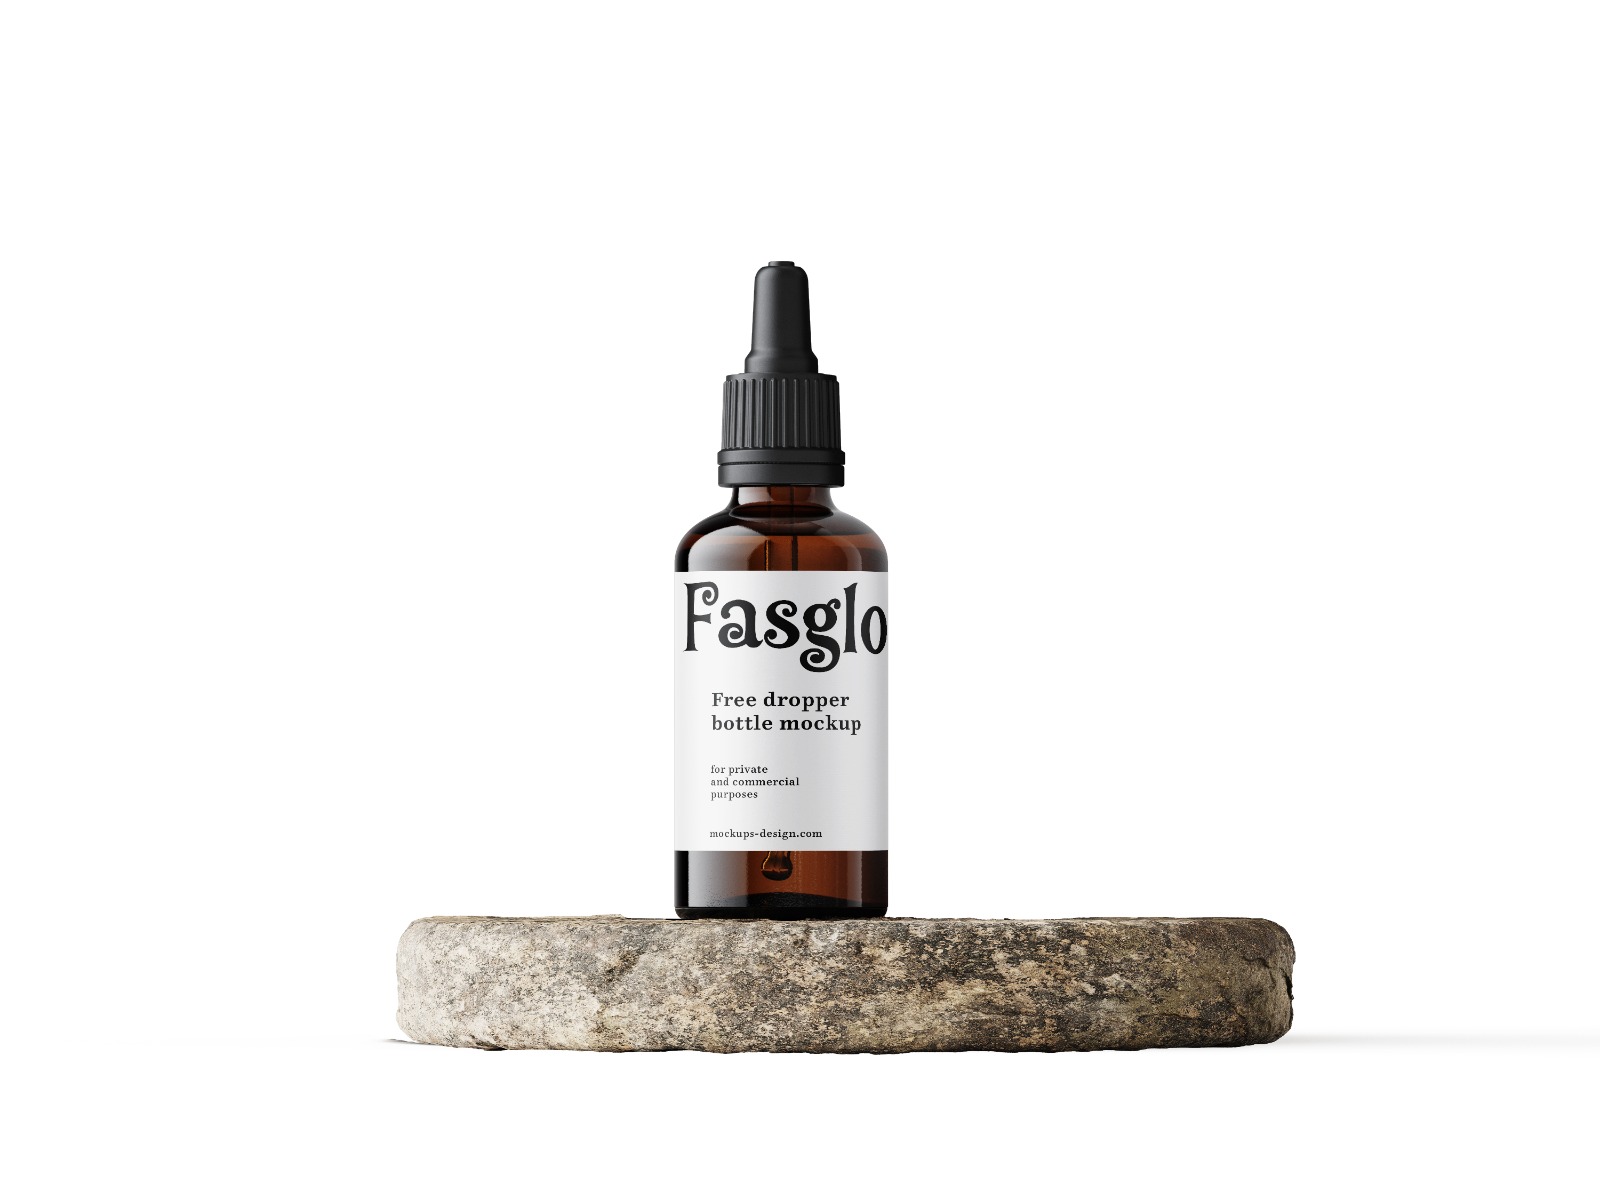 Fasglo
Free dropper
bottle mockup
for private
and commercial
purposes
mockups-design.com